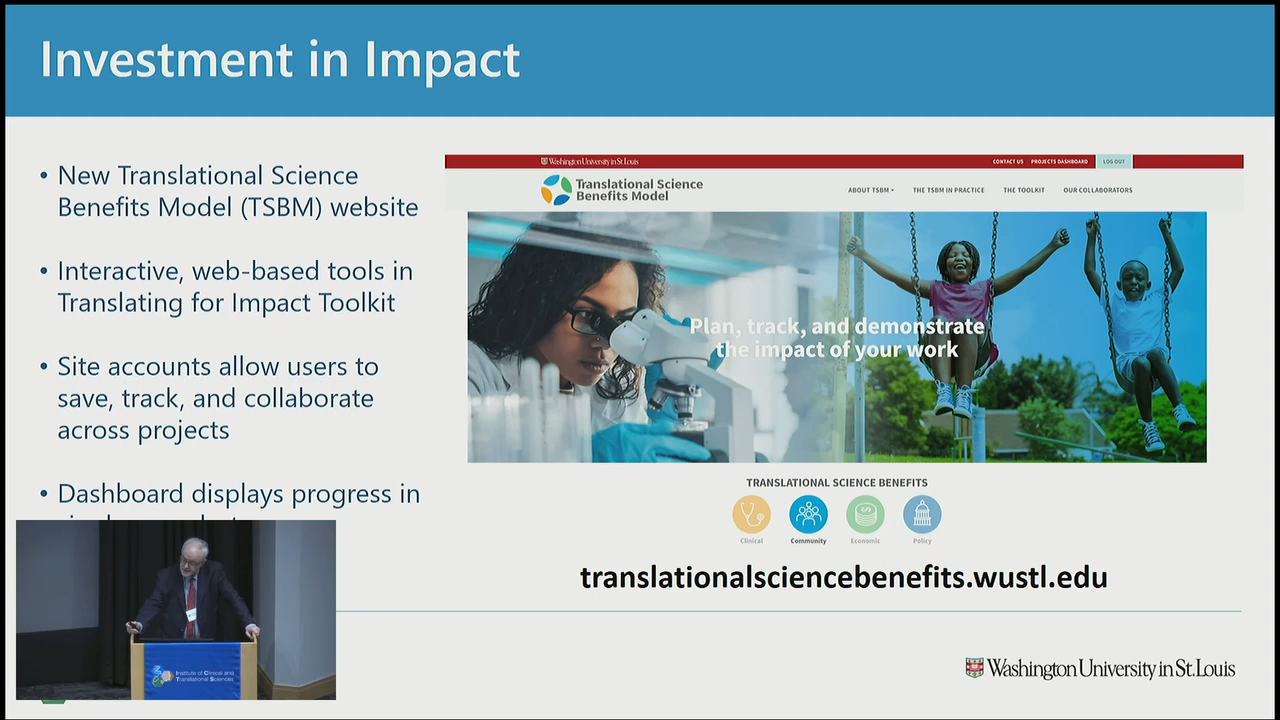 Investment in Impact
• New Translational Science
Benefits Model (TSBM) website
• Interactive, web-based tools in
Translating for Impact Toolkit
• Site accounts allow users to
save, track, and collaborate
across projects
• Dashboard displays progress in
Washington University in St. Louis
CONTACT US PROJECTS DASHBOARD LOG OUT
Translational Science
Benefits Model
ABOUT TSBM THE TSBM IN PRACTICE THE TOOLKIT OUR COLLABORATORS
Plan, track, and demonstrate
the impact of your work
TRANSLATIONAL SCIENCE BENEFITS
Clinical Community Economic Policy
translationalsciencebenefits.wustl.edu
Institute of Clinical and
Translational Sciences
Washington University in St. Louis